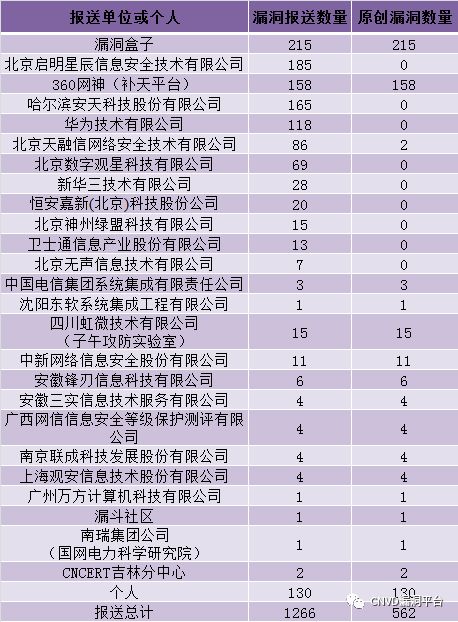 报送单位或个人 漏洞报送数量 原创漏洞数量
漏洞盒子 215 215
北京启明星辰信息安全技术有限公司 185 0
360网神（补天平台） 158 158
哈尔滨安天科技股份有限公司 165 0
华为技术有限公司 118 0
北京天融信网络安全技术有限公司 86 2
北京数字观星科技有限公司 69 0
新华三技术有限公司 28 0
恒安嘉新(北京)科技股份公司 20 0
北京神州绿盟科技有限公司 15 0
卫士通信息产业股份有限公司 13 0
北京无声信息技术有限公司 7 0
中国电信集团系统集成有限责任公司 3 3
沈阳东软系统集成工程有限公司 1 1
四川虹微技术有限公司
（子午攻防实验室） 15 15
中新网络信息安全股份有限公司 11 11
安徽锋刃信息科技有限公司 6 6
安徽三实信息技术服务有限公司 4 4
广西网信信息安全等级保护测评有限
公司 4 4
南京联成科技发展股份有限公司 4 4
上海观安信息技术股份有限公司 4 4
广州万方计算机科技有限公司 1 1
漏斗社区 1 1
南瑞集团公司
（国网电力科学研究院） 1 1
CNCERT吉林分中心 2 2
个人 130 130
报送总计 1266 562
CNVD漏洞平台